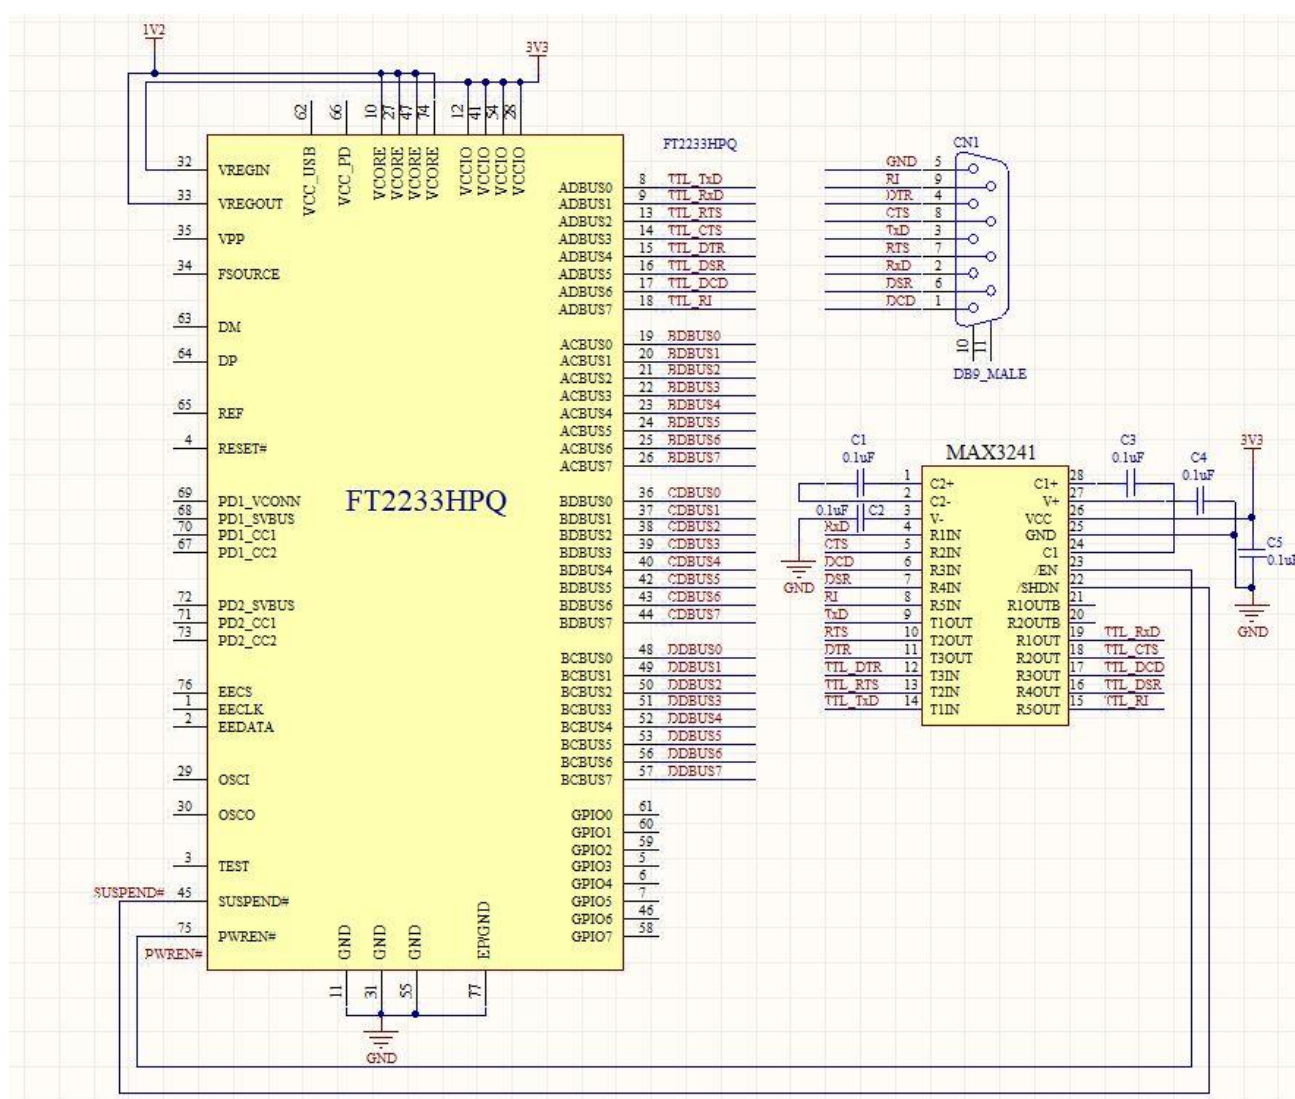 1V2
3V3
62
66
10
27
47
74
12
41
54
28
VCC_USB
VCC_PD
VCORE
VCORE
VCORE
VCORE
VCCIO
VCCIO
VCCIO
VCCIO
32 VREGIN
33 VREGOUT
35 VPP
34 FSOURCE
63 DM
64 DP
65 REF
4 RESET#
69 PD1_VCONN
68 PD1_SVBUS
70 PD1_CC1
67 PD1_CC2
72 PD2_SVBUS
71 PD2_CC1
73 PD2_CC2
76 EECS
1 EECLK
2 EEDATA
29 OSCI
30 OSCO
3 TEST
SUSPEND# 45 SUSPEND#
75 PWREN#
PWREN#
FT2233HPQ
FT2233HPQ
ADBUS0 8 TTL_TxD
ADBUS1 9 TTL_RxD
ADBUS2 13 TTL_RTS
ADBUS3 14 TTL_CTS
ADBUS4 15 TTL_DTR
ADBUS5 16 TTL_DSR
ADBUS6 17 TTL_DCD
ADBUS7 18 TTL_RI
ACBUS0 19 BDBUS0
ACBUS1 20 BDBUS1
ACBUS2 21 BDBUS2
ACBUS3 22 BDBUS3
ACBUS4 23 BDBUS4
ACBUS5 24 BDBUS5
ACBUS6 25 BDBUS6
ACBUS7 26 BDBUS7
BDBUS0 36 CDBUS0
BDBUS1 37 CDBUS1
BDBUS2 38 CDBUS2
BDBUS3 39 CDBUS3
BDBUS4 40 CDBUS4
BDBUS5 42 CDBUS5
BDBUS6 43 CDBUS6
BDBUS7 44 CDBUS7
BCBUS0 48 DDBUS0
BCBUS1 49 DDBUS1
BCBUS2 50 DDBUS2
BCBUS3 51 DDBUS3
BCBUS4 52 DDBUS4
BCBUS5 53 DDBUS5
BCBUS6 56 DDBUS6
BCBUS7 57 DDBUS7
GPIO0 61
GPIO1 60
GPIO2 59
GPIO3 5
GPIO4 6
GPIO5 7
GPIO6 46
GPIO7 58
GND
GND
GND
EP/GND
11
31
55
77
GND
CN1
GND 5
RI 9
DTR 4
CTS 8
TxD 3
RTS 7
RxD 2
DSR 6
DCD 1
10
11
DB9_MALE
MAX3241
C1
0.1uF
0.1uF C2
GND
1 C2+
2 C2-
3 V-
RxD 4 R1IN
CTS 5 R2IN
DCD 6 R3IN
DSR 7 R4IN
RI 8 R5IN
TxD 9 T1OUT
RTS 10 T2OUT
DTR 11 T3OUT
TTL_DTR 12 T3IN
TTL_RTS 13 T2IN
TTL_TxD 14 T1IN
C1+ 28
V+ 27
VCC 26
GND 25
C1 24
/EN 23
/SHDN 22
R1OUTB 21
R2OUTB 20
R1OUT 19 TTL_RxD
R2OUT 18 TTL_CTS
R3OUT 17 TTL_DCD
R4OUT 16 TTL_DSR
R5OUT 15 TTL_RI
C3
0.1uF
C4
0.1uF
3V3
C5
0.1uF
GND